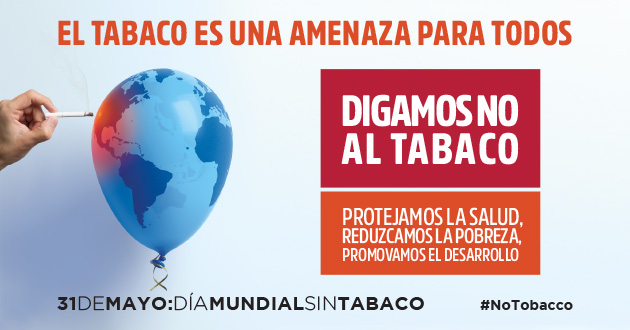 EL TABACO ES UNA AMENAZA PARA TODOS
DIGAMOS NO
AL TABACO
PROTEJAMOS LA SALUD,
REDUZCAMOS LA POBREZA,
PROMOVAMOS EL DESARROLLO
31DEMAYO:DÍAMUNDIALSINTABACO
#NoTobacco